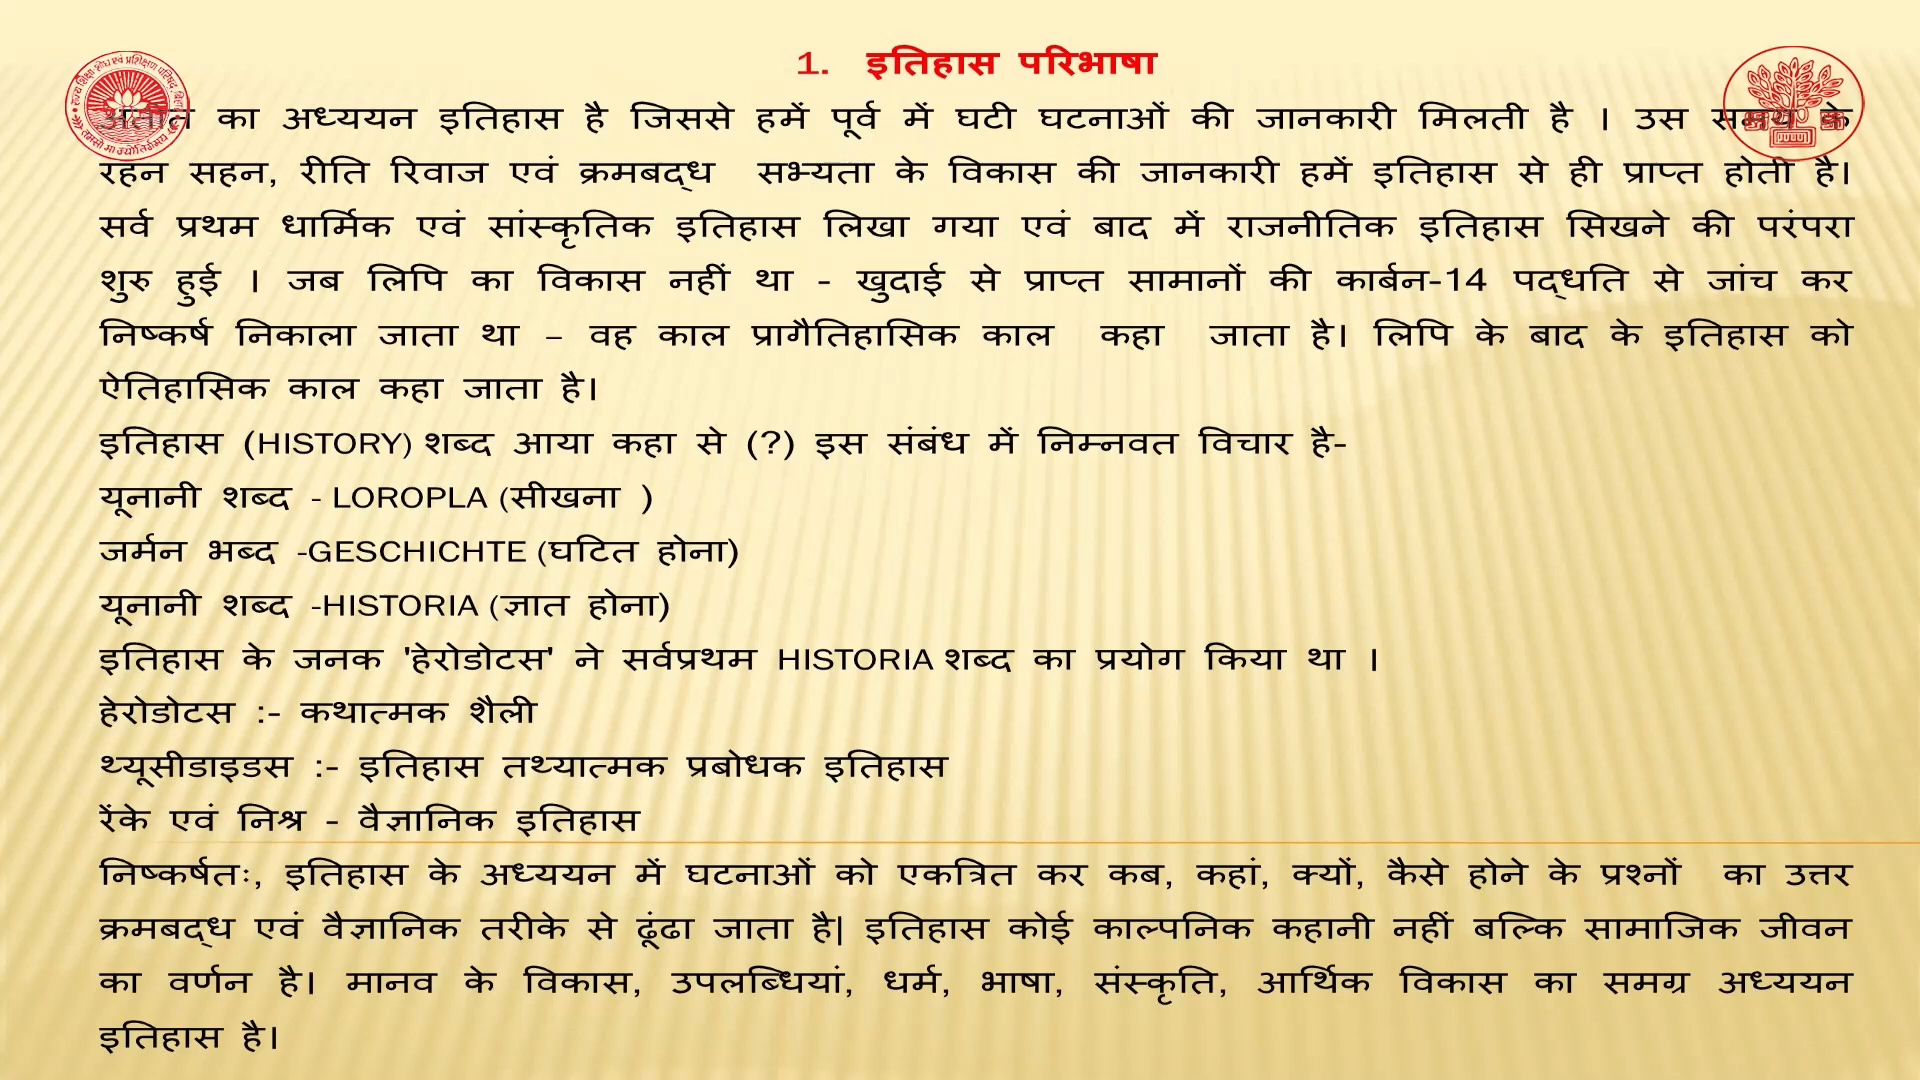 1. इतिहास परिभाषा
अतीत का अध्ययन इतिहास है जिससे हमें पूर्व में घटी घटनाओं की जानकारी मिलती है । उस समय के
रहन सहन, रीति रिवाज एवं क्रमबद्ध सभ्यता के विकास की जानकारी हमें इतिहास से ही प्राप्त होती है।
सर्व प्रथम धार्मिक एवं सांस्कृतिक इतिहास लिखा गया एवं बाद में राजनीतिक इतिहास सिखने की परंपरा
शुरु हुई । जब लिपि का विकास नहीं था - खुदाई से प्राप्त सामानों की कार्बन-14 पद्धति से जांच कर
निष्कर्ष निकाला जाता था – वह काल प्रागैतिहासिक काल कहा जाता है। लिपि के बाद के इतिहास को
ऐतिहासिक काल कहा जाता है।
इतिहास (HISTORY) शब्द आया कहा से (?) इस संबंध में निम्नवत विचार है-
यूनानी शब्द - LOROPLA (सीखना )
जर्मन भब्द -GESCHICHTE (घटित होना)
यूनानी शब्द -HISTORIA (ज्ञात होना)
इतिहास के जनक 'हेरोडोटस' ने सर्वप्रथम HISTORIA शब्द का प्रयोग किया था ।
हेरोडोटस :- कथात्मक शैली
थ्यूसीडाइडस :- इतिहास तथ्यात्मक प्रबोधक इतिहास
रेंके एवं निश्र - वैज्ञानिक इतिहास
निष्कर्षतः, इतिहास के अध्ययन में घटनाओं को एकत्रित कर कब, कहां, क्यों, कैसे होने के प्रश्नों का उत्तर
क्रमबद्ध एवं वैज्ञानिक तरीके से ढूंढा जाता है| इतिहास कोई काल्पनिक कहानी नहीं बल्कि सामाजिक जीवन
का वर्णन है। मानव के विकास, उपलब्धियां, धर्म, भाषा, संस्कृति, आर्थिक विकास का समग्र अध्ययन
इतिहास है।